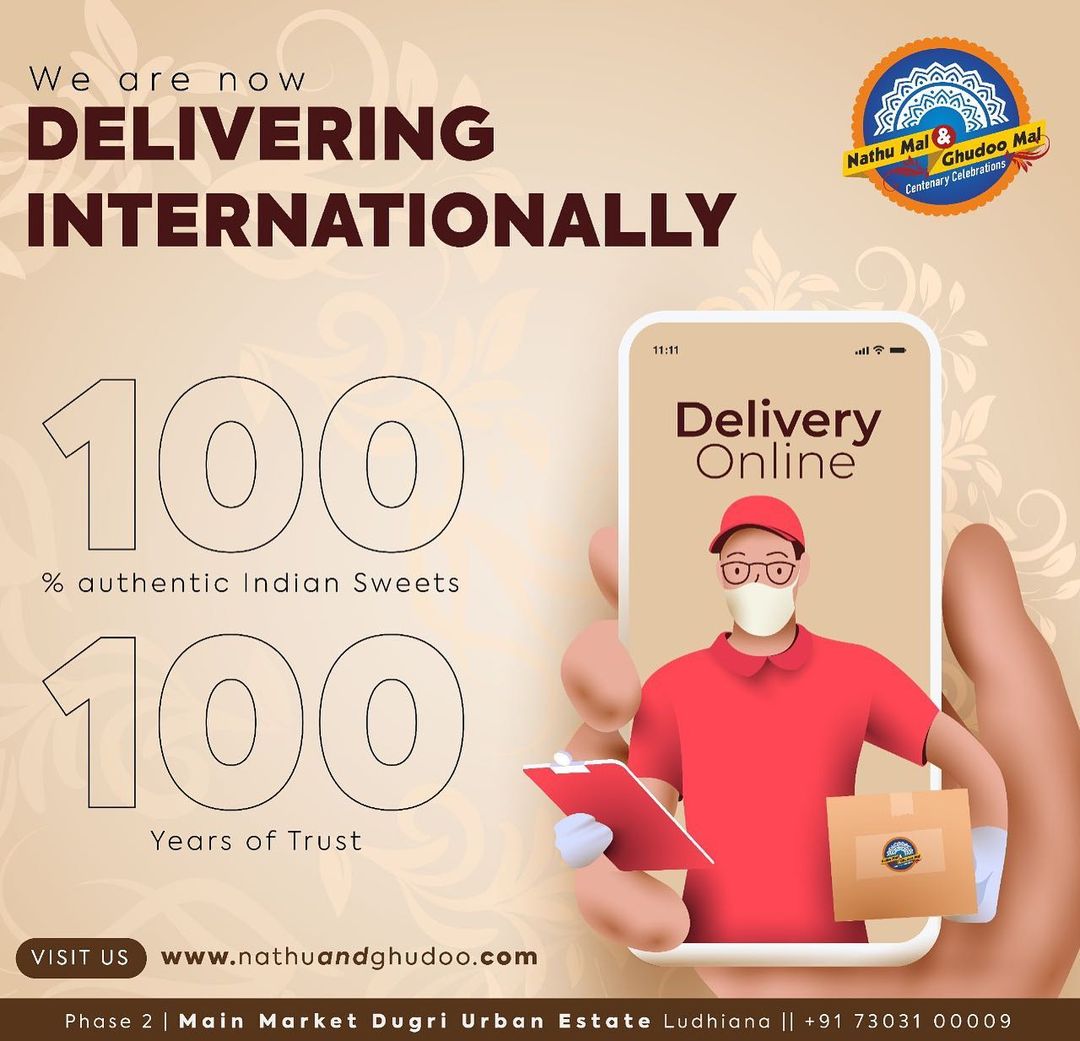 We are now
DELIVERING
INTERNATIONALLY
Nathu Mal & Ghudoo Mal
Centenary Celebrations
11:11
Delivery
Online
100
% authentic Indian Sweets
100
Years of Trust
VISIT US www.nathuandghudoo.com
Phase 2 | Main Market Dugri Urban Estate Ludhiana || +91 73031 00009